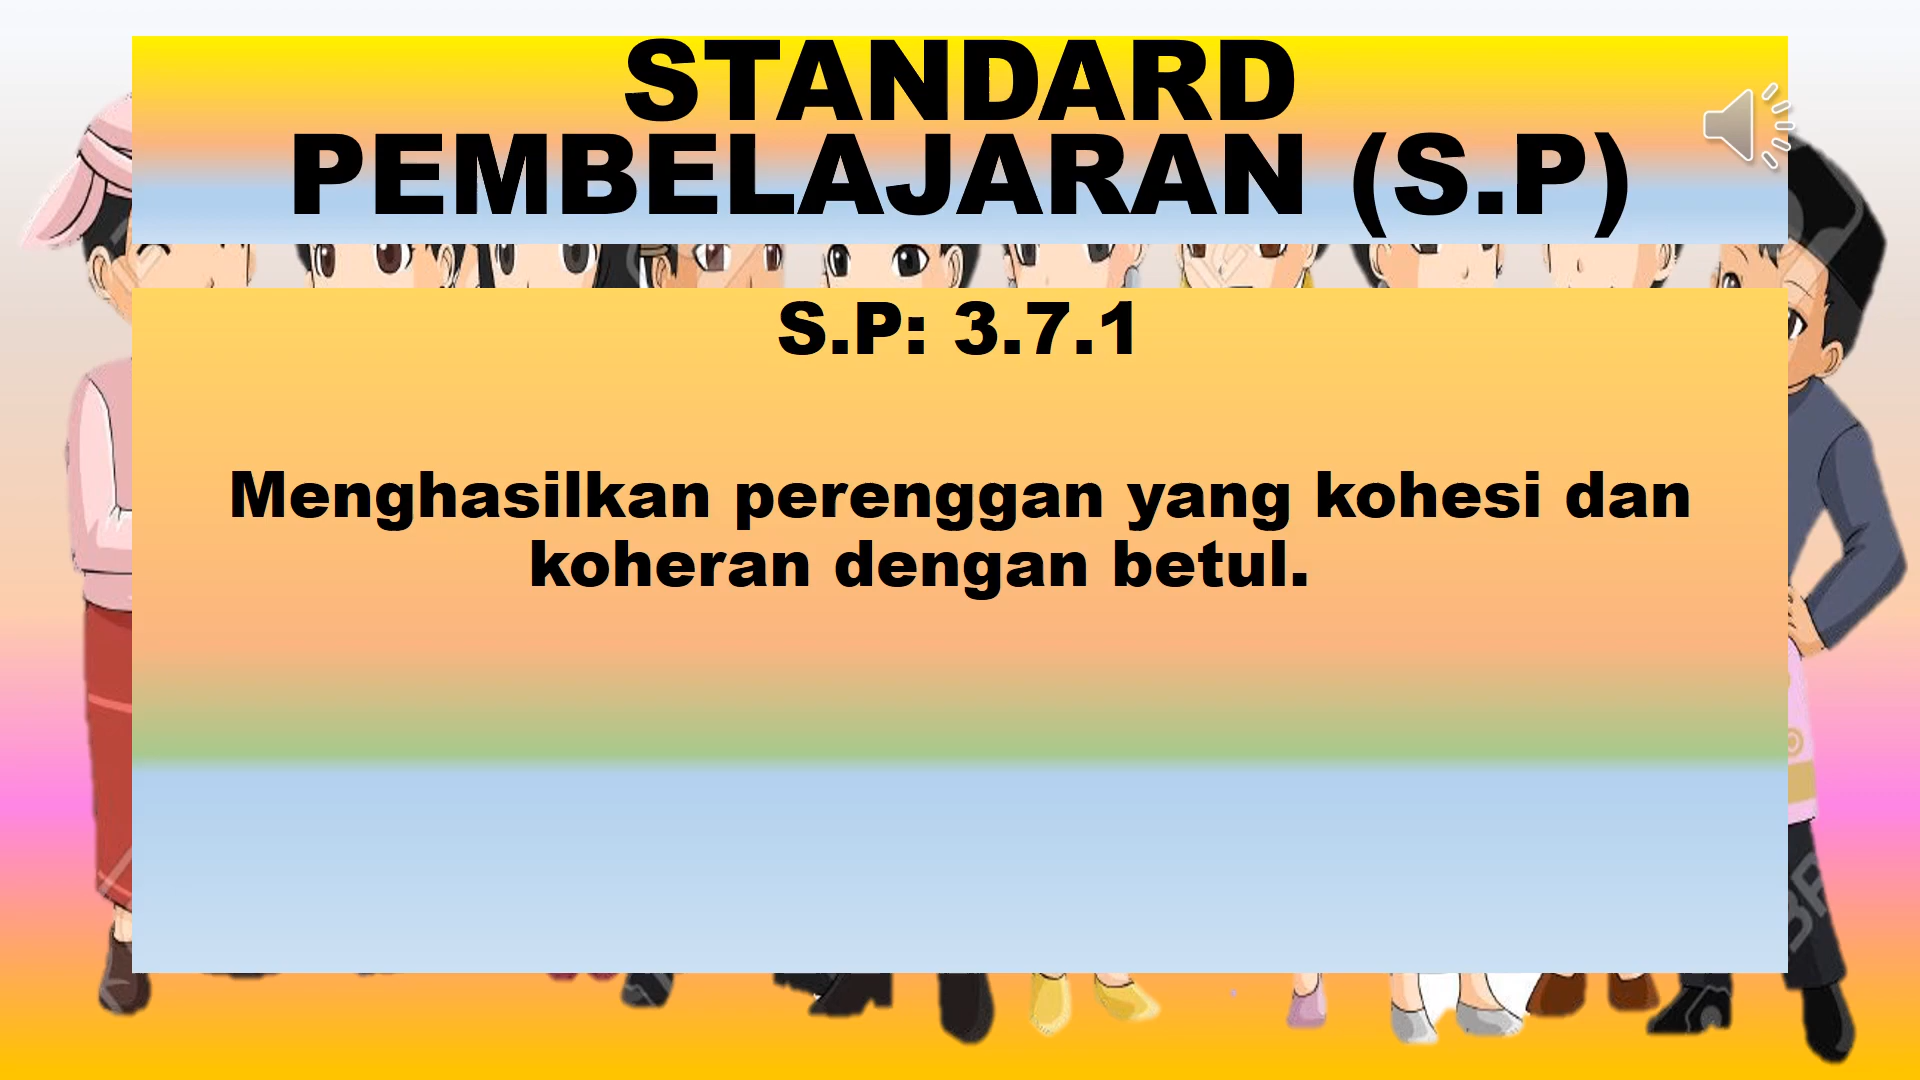 STANDARD
PEMBELAJARAN (S.P)
S.P: 3.7.1
Menghasilkan perenggan yang kohesi dan
koheran dengan betul.